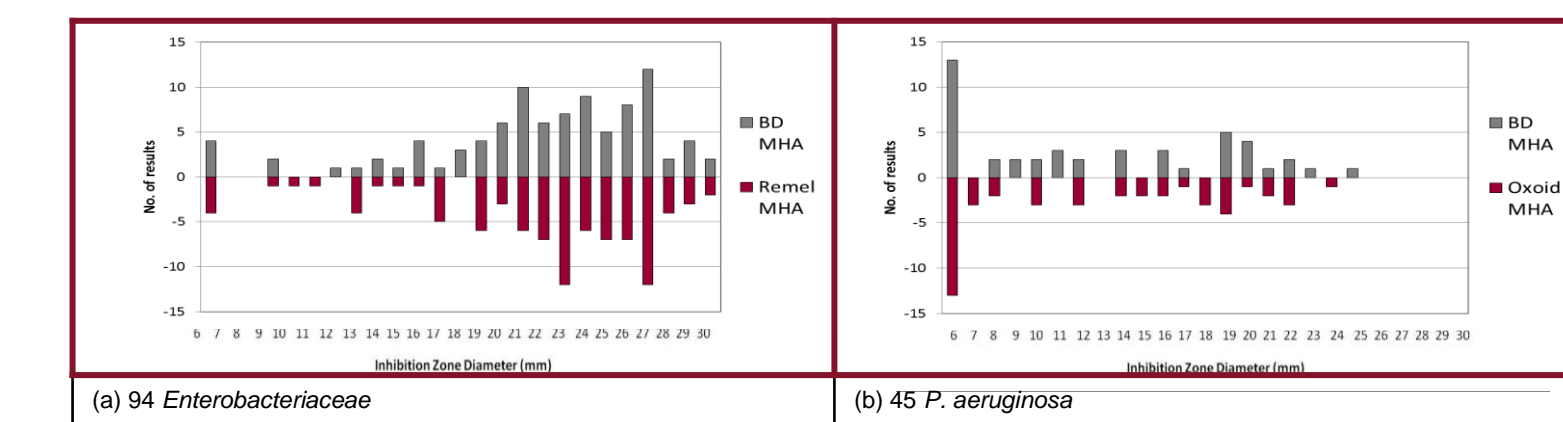 15
10
5
0
-5
-10
-15
No. of results
6 7 8 9 10 11 12 13 14 15 16 17 18 19 20 21 22 23 24 25 26 27 28 29 30
Inhibition Zone Diameter (mm)
BD
MHA
Remel
MHA
15
10
5
0
-5
-10
-15
No. of results
6 7 8 9 10 11 12 13 14 15 16 17 18 19 20 21 22 23 24 25 26 27 28 29 30
Inhibition Zone Diameter (mm)
BD
MHA
Oxoid
MHA
(a) 94 Enterobacteriaceae
(b) 45 P. aeruginosa